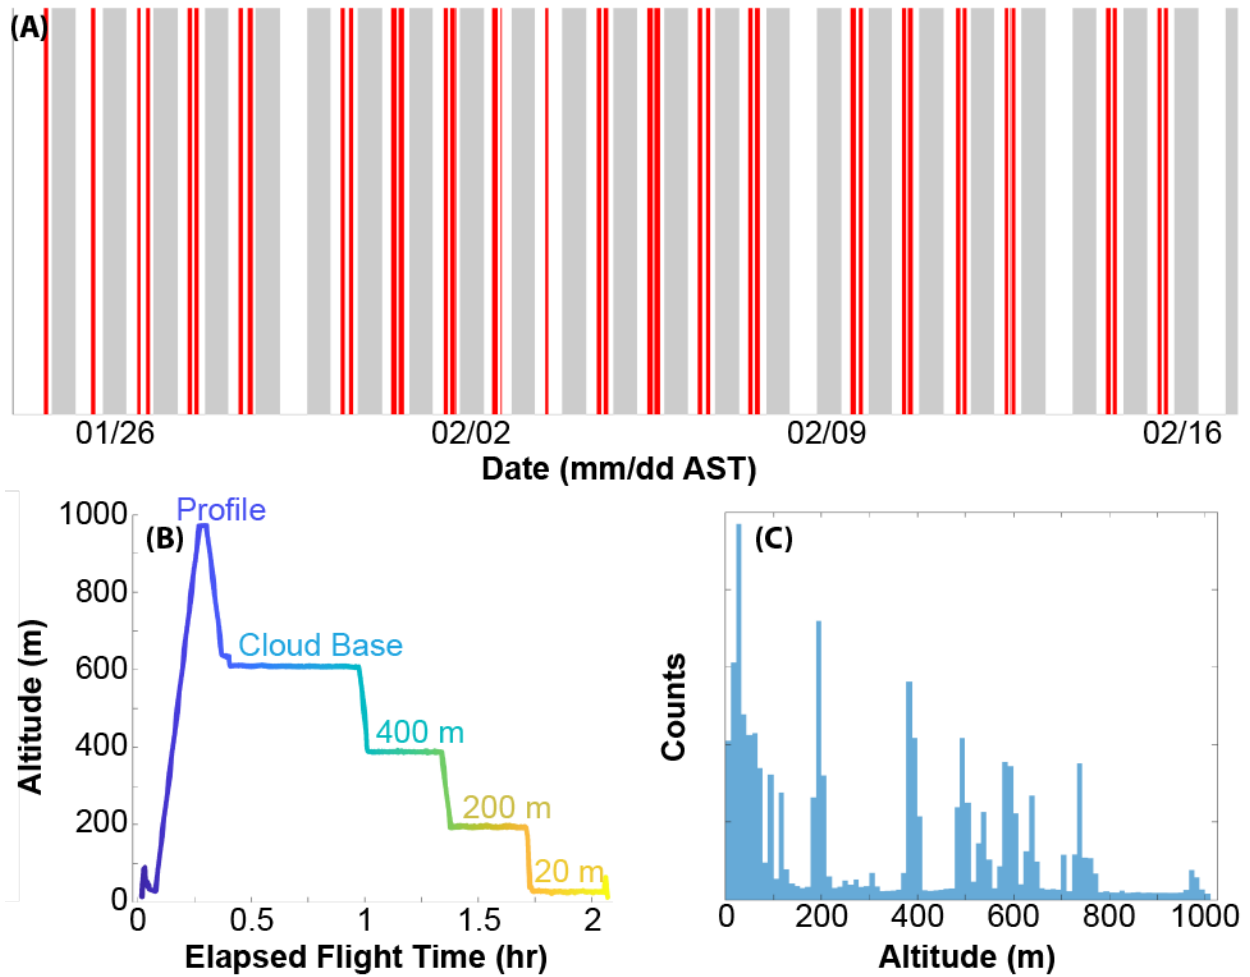 (A)
01/26 02/02 02/09 02/16
Date (mm/dd AST)
Profile
(B)
Cloud Base
400 m
200 m
20 m
1000
800
600
400
200
0
Altitude (m)
0 0.5 1 1.5 2
Elapsed Flight Time (hr)
(C)
Counts
0 200 400 600 800 1000
Altitude (m)